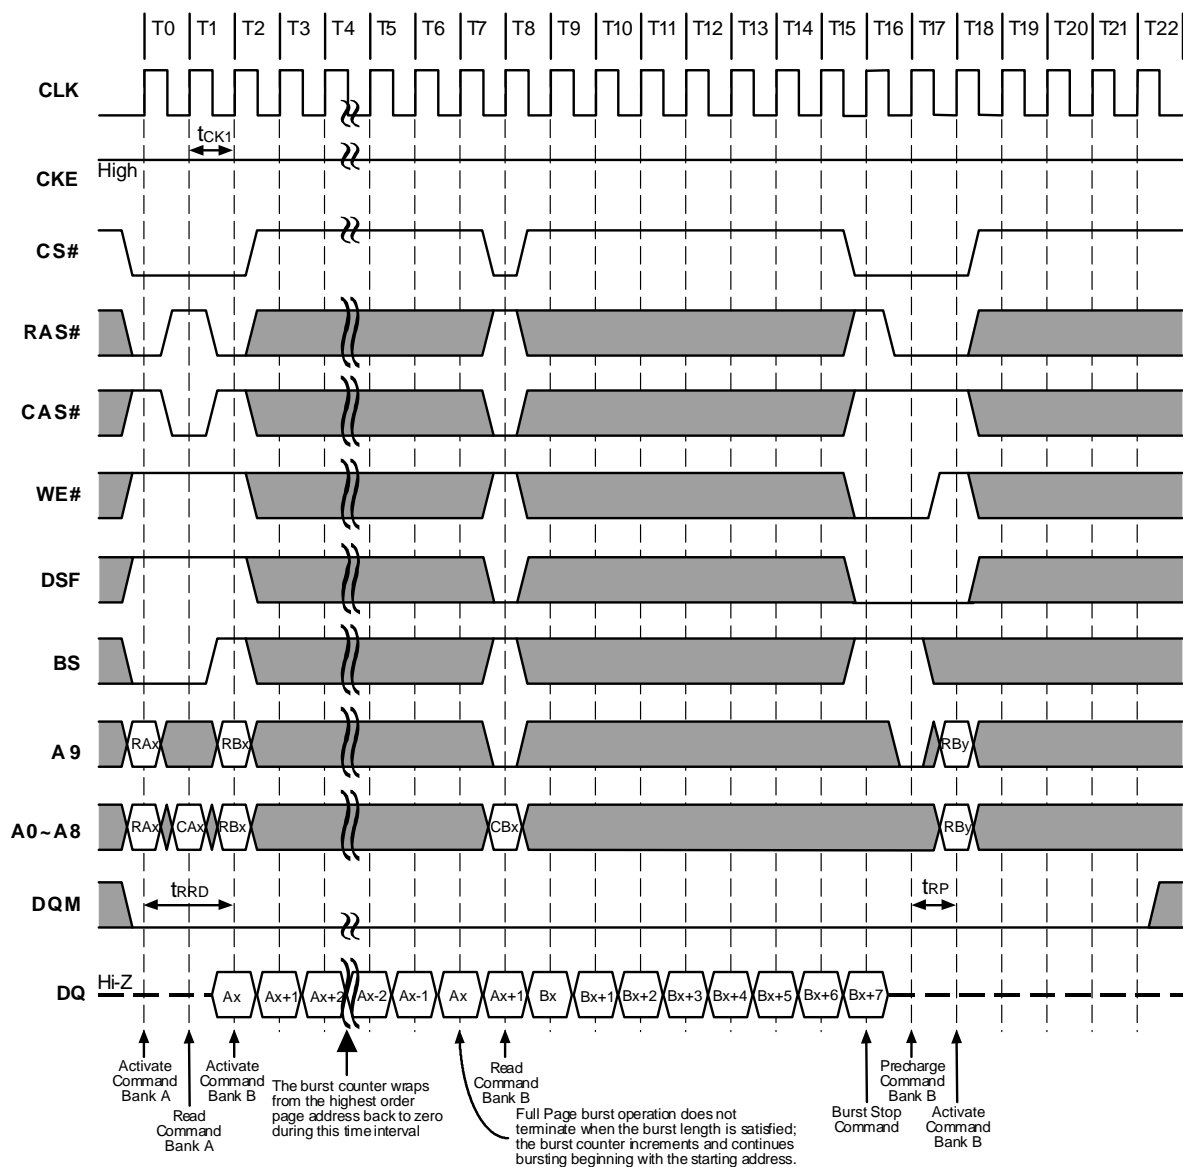 T0 T1 T2 T3 T4 T5 T6 T7 T8 T9 T10 T11 T12 T13 T14 T15 T16 T17 T18 T19 T20 T21 T22
CLK
tCK1
High
CKE
CS#
RAS#
CAS#
WE#
DSF
BS
A9 RAx RBx RBy
A0~A8 RAx CAx RBx CBx RBy
DQM tRRD tRP
Hi-Z
DQ Ax Ax+1 Ax+2 Ax-2 Ax-1 Ax Ax+1 Bx Bx+1 Bx+2 Bx+3 Bx+4 Bx+5 Bx+6 Bx+7
Activate
Command
Bank A
Read
Command
Bank A
Activate
Command
Bank B
The burst counter wraps
from the highest order
page address back to zero
during this time interval
Read
Command
Bank B
Full Page burst operation does not
terminate when the burst length is satisfied;
the burst counter increments and continues
bursting beginning with the starting address.
Burst Stop
Command
Precharge
Command
Bank B
Activate
Command
Bank B